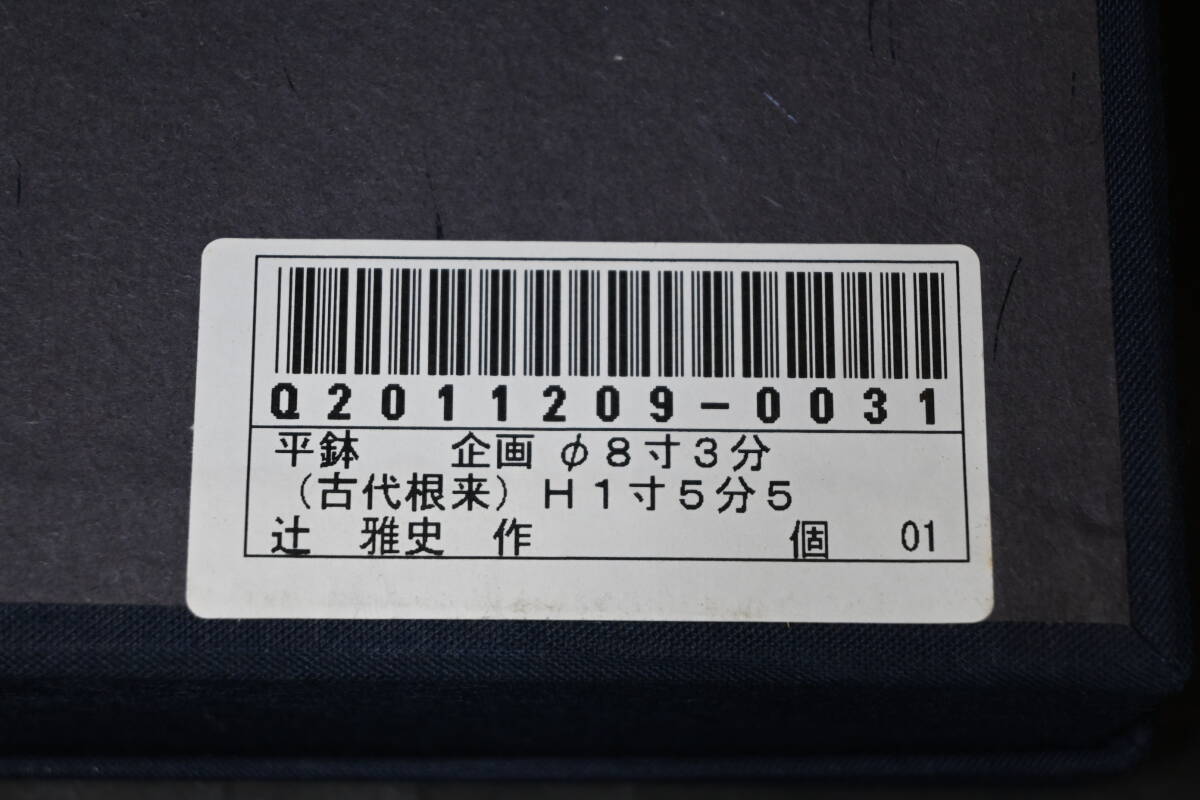 Q2011209-0031
平鉢　　企画 φ８寸３分
（古代根来）Ｈ１寸５分５
辻　雅史　作　　　　　　個　　01